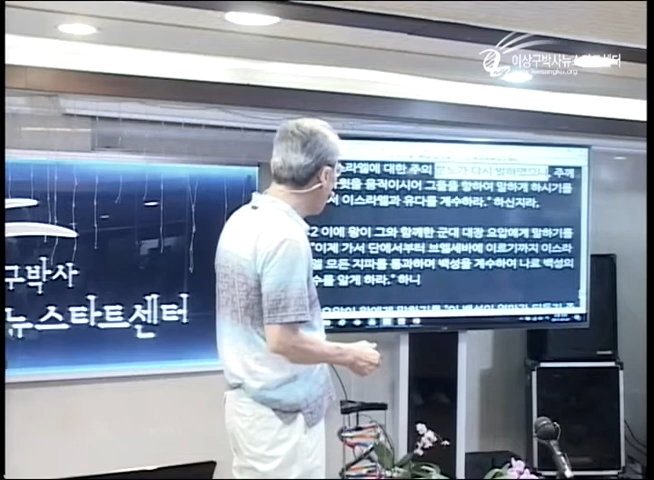 이상구박사뉴스타트센터
스라엘에 대한 주의 분노가 다시 발하였으니, 주께
다윗을 움직이시어 그들을 향하여 말하게 하시기를
서 이스라엘과 유다를 계수하라." 하신지라.
2 이에 왕이 그와 함께한 군대 대장 요압에게 말하기를
"이제 가서 단에서부터 브엘세바에 이르기까지 이스라
엘 모든 지파를 통과하며 백성을 계수하여 나로 백성의
수를 알게 하라." 하니
구박사
뉴스타트센터